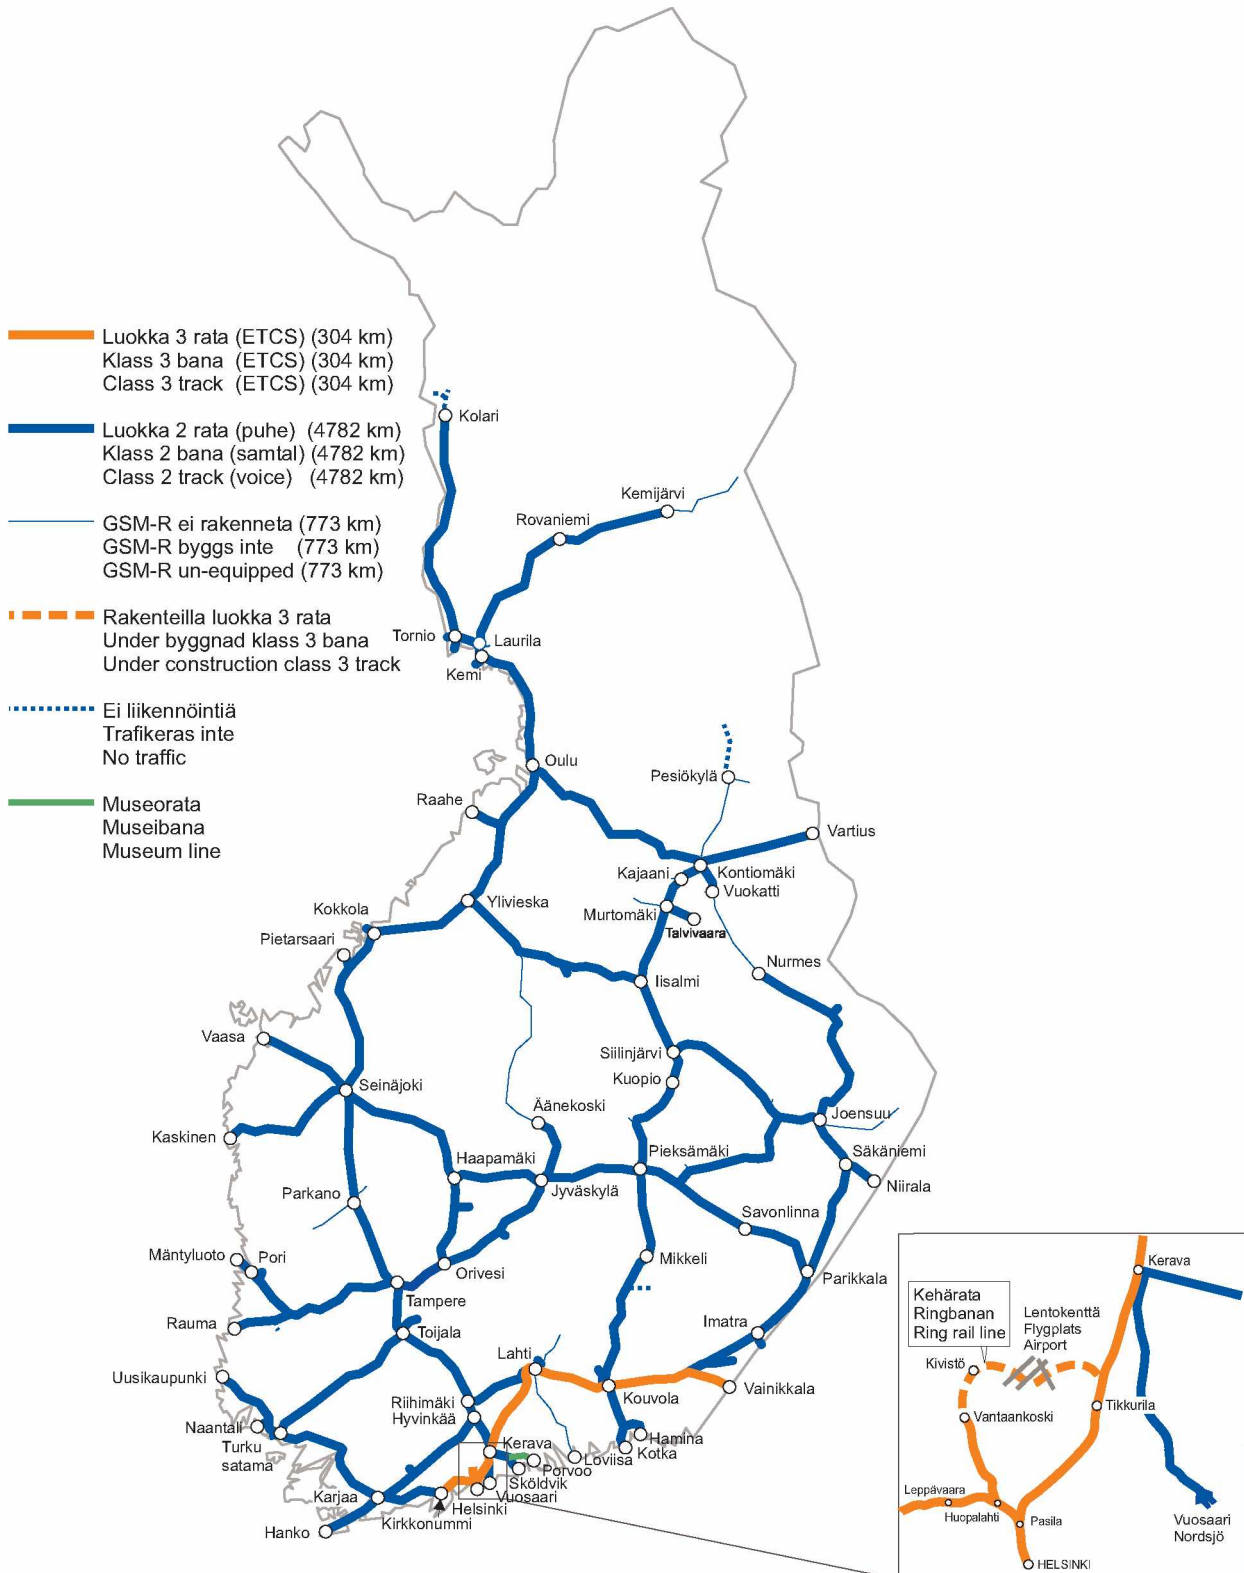 Luokka 3 rata (ETCS) (304 km)
Klass 3 bana (ETCS) (304 km)
Class 3 track (ETCS) (304 km)
Luokka 2 rata (puhe) (4782 km)
Klass 2 bana (samtal) (4782 km)
Class 2 track (voice) (4782 km)
GSM-R ei rakenneta (773 km)
GSM-R byggs inte (773 km)
GSM-R un-equipped (773 km)
Rakenteilla luokka 3 rata
Under byggnad klass 3 bana
Under construction class 3 track
Ei liikennöintiä
Trafikeras inte
No traffic
Museorata
Museibana
Museum line
Kolari
Kemijärvi
Rovaniemi
Tornio
Laurila
Kemi
Oulu
Pesiökylä
Raahe
Vartius
Kontiomäki
Kajaani
Vuokatti
Ylivieska
Murtomäki
Talvivaara
Kokkola
Pietarsaari
Nurmes
Iisalmi
Vaasa
Siilinjärvi
Kuopio
Seinäjoki
Äänekoski
Joensuu
Kaskinen
Haapamäki
Pieksämäki
Säkäniemi
Jyväskylä
Niirala
Parkano
Savonlinna
Mäntyluoto
Pori
Orivesi
Mikkeli
Parikkala
Tampere
Rauma
Toijala
Imatra
Lahti
Uusikaupunki
Riihimäki
Kouvola
Vainikkala
Hyvinkää
Naantali
Turku
satama
Kerava
Hamina
Kotka
Loviisa
Porvoo
Sköldvik
Vuosaari
Karjaa
Helsinki
Kirkkonummi
Hanko
Kerava
Kehärata
Ringbanan
Ring rail line
Lentokenttä
Flygplats
Airport
Kivistö
Tikkurila
Vantaankoski
Leppävaara
Huopalahti
Pasila
Vuosaari
Nordsjö
HELSINKI